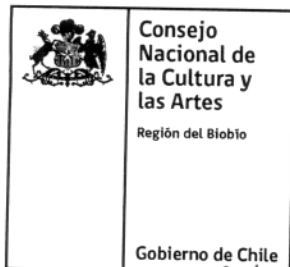 Consejo
Nacional de
la Cultura y
las Artes
Región del Biobío
Gobierno de Chile